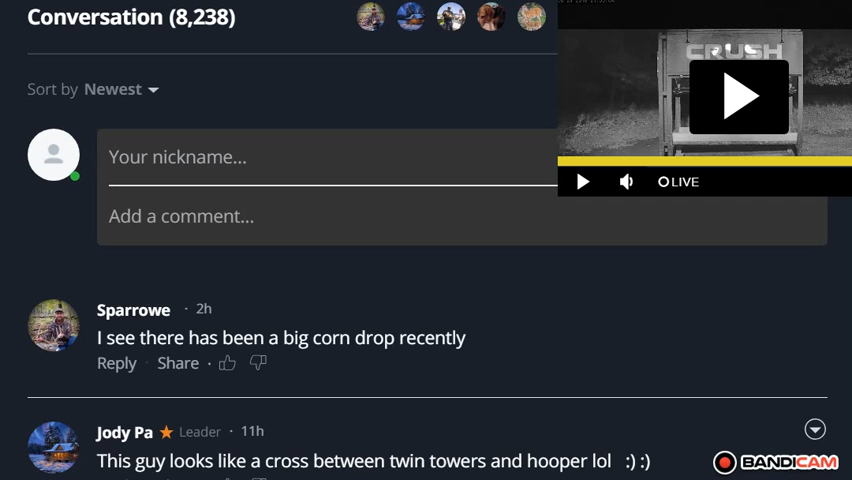 Conversation (8,238)
CRUSH
Sort by Newest
Your nickname...
LIVE
Add a comment...
Sparrowe · 2h
I see there has been a big corn drop recently
Reply · Share ·
Jody Pa Leader · 11h
This guy looks like a cross between twin towers and hooper lol :) :)
BANDICAM